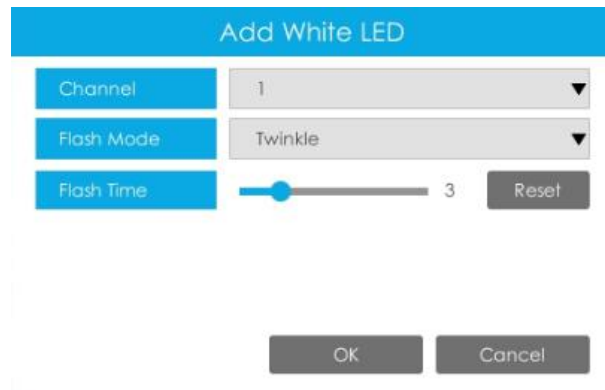 Add White LED
Channel 1
Flash Mode Twinkle
Flash Time 3 Reset
OK Cancel